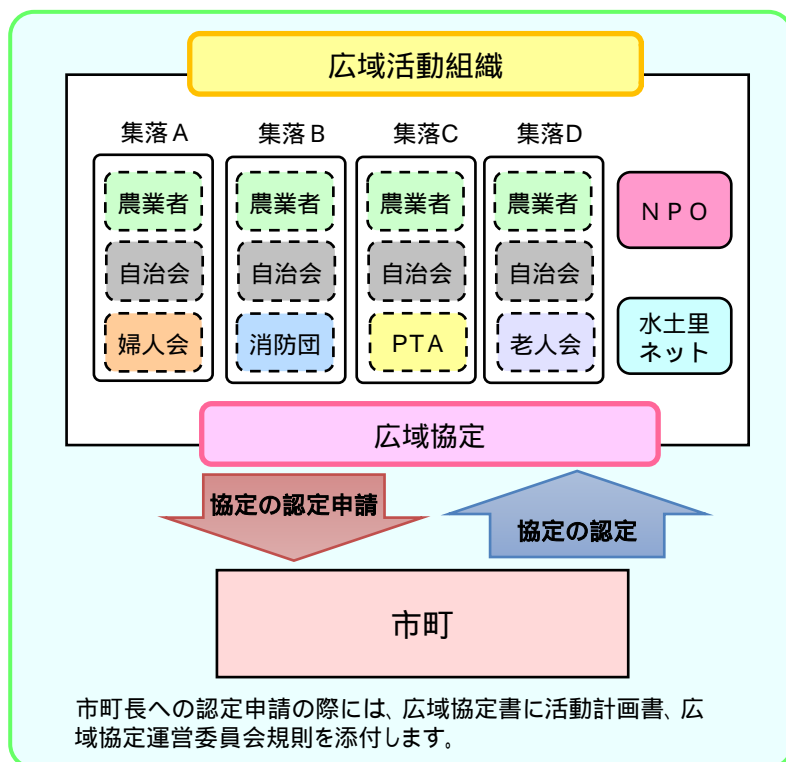 広域活動組織
集落A 集落B 集落C 集落D
農業者 農業者 農業者 農業者 NPO
自治会 自治会 自治会 自治会
婦人会 消防団 PTA 老人会 水土里
ネット
広域協定
協定の認定申請
協定の認定
市町
市町長への認定申請の際には、広域協定書に活動計画書、広
域協定運営委員会規則を添付します。